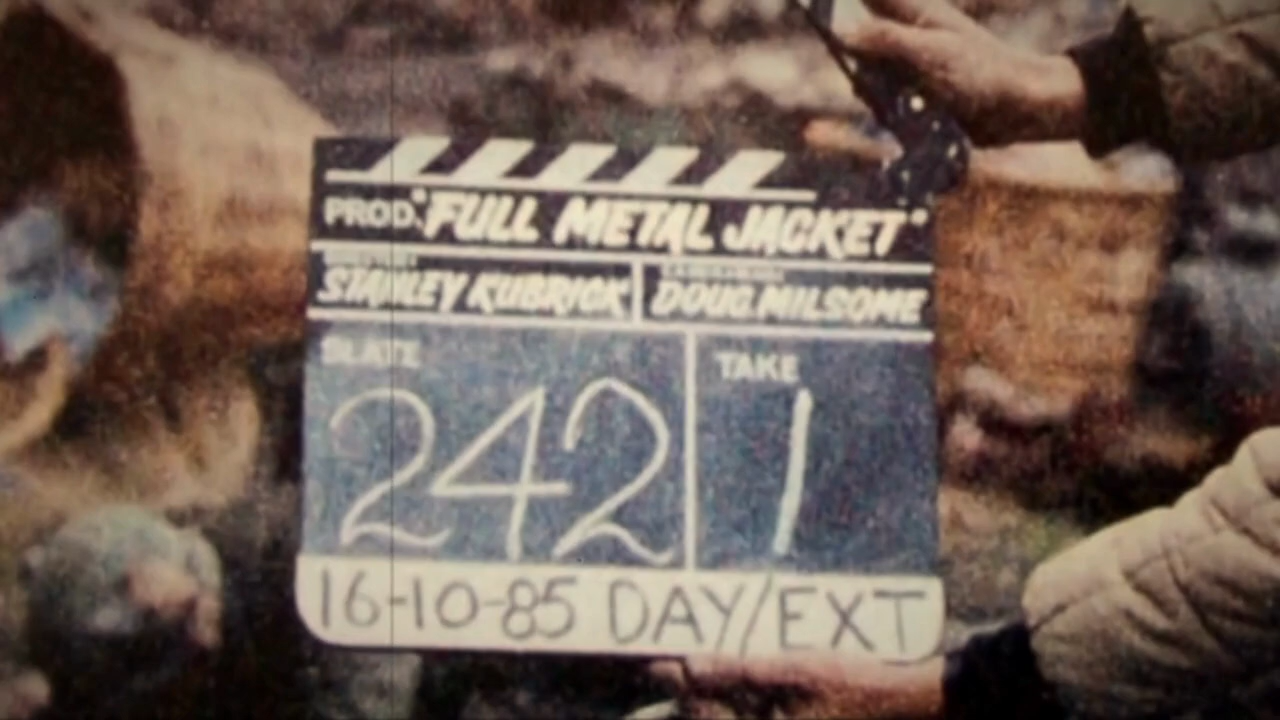 PROD. "FULL METAL JACKET"
STANLEY KUBRICK DOUG MILSOME
SLATE TAKE
242 1
16-10-85 DAY/EXT